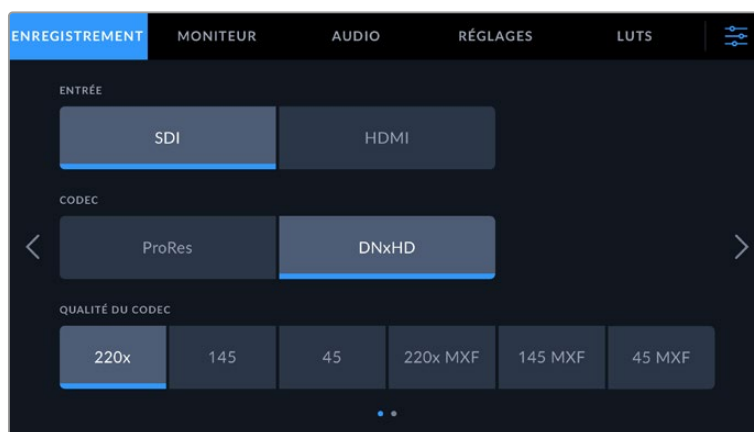 ENREGISTREMENT MONITEUR AUDIO RÉGLAGES LUTS
ENTRÉE
SDI HDMI
CODEC
ProRes DNxHD
QUALITÉ DU CODEC
220x 145 45 220x MXF 145 MXF 45 MXF